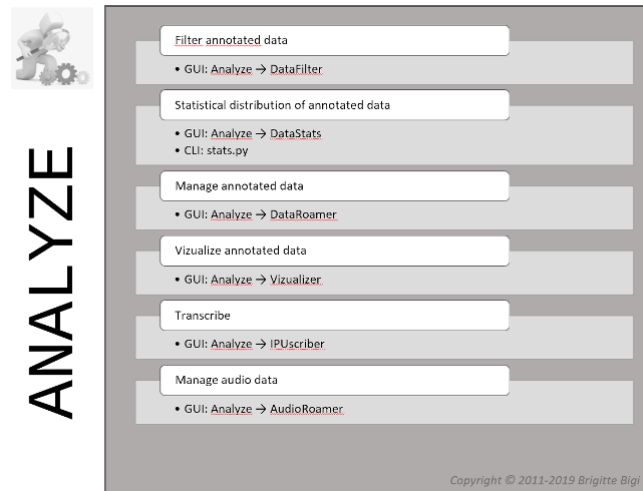 ANALYZE
Filter annotated data
• GUI: Analyze → DataFilter
Statistical distribution of annotated data
• GUI: Analyze → DataStats
• CLI: stats.py
Manage annotated data
• GUI: Analyze → DataRoamer
Vizualize annotated data
• GUI: Analyze → Vizualizer
Transcribe
• GUI: Analyze → IPUscriber
Manage audio data
• GUI: Analyze → AudioRoamer
Copyright © 2011-2019 Brigitte Bigi